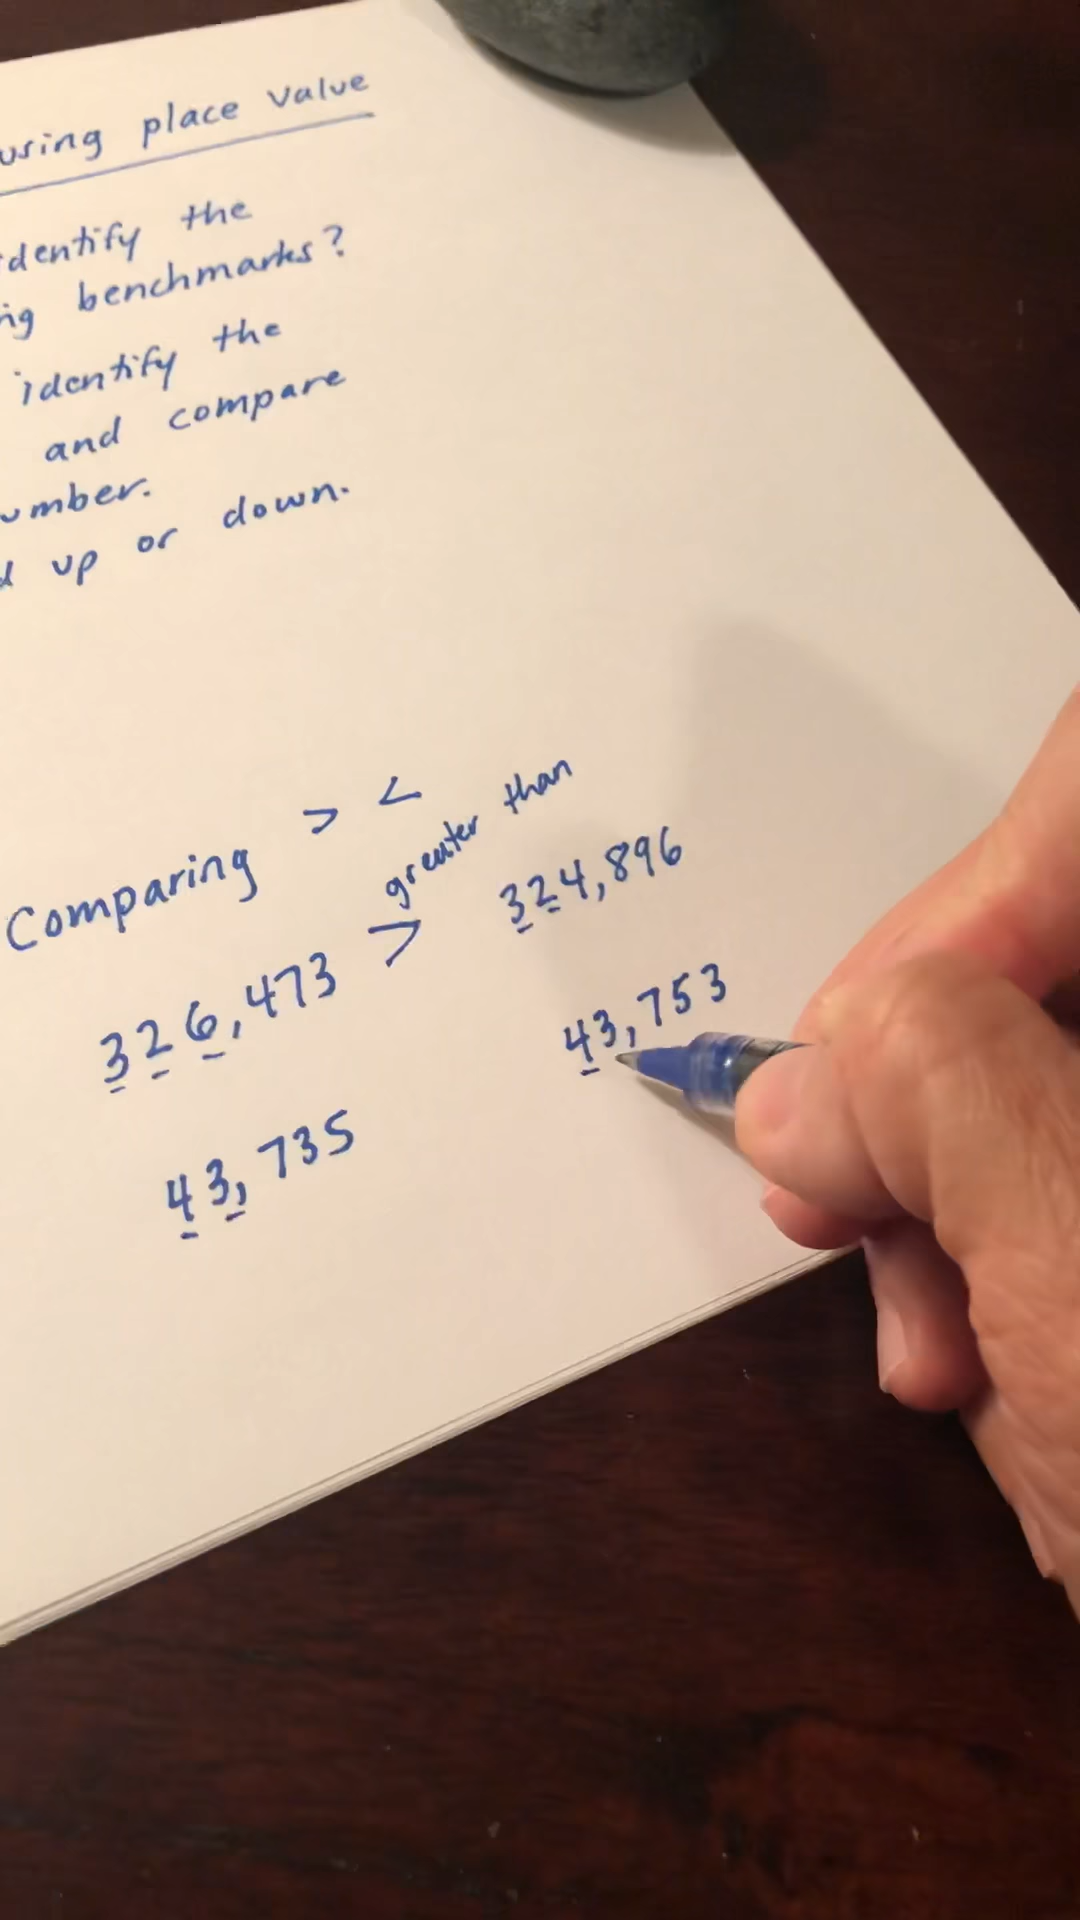 using place value
identify the
benchmarks?
identify the
and compare
up or down.
Comparing > <
greater than
326,473 > 324,896
43,735 43,753